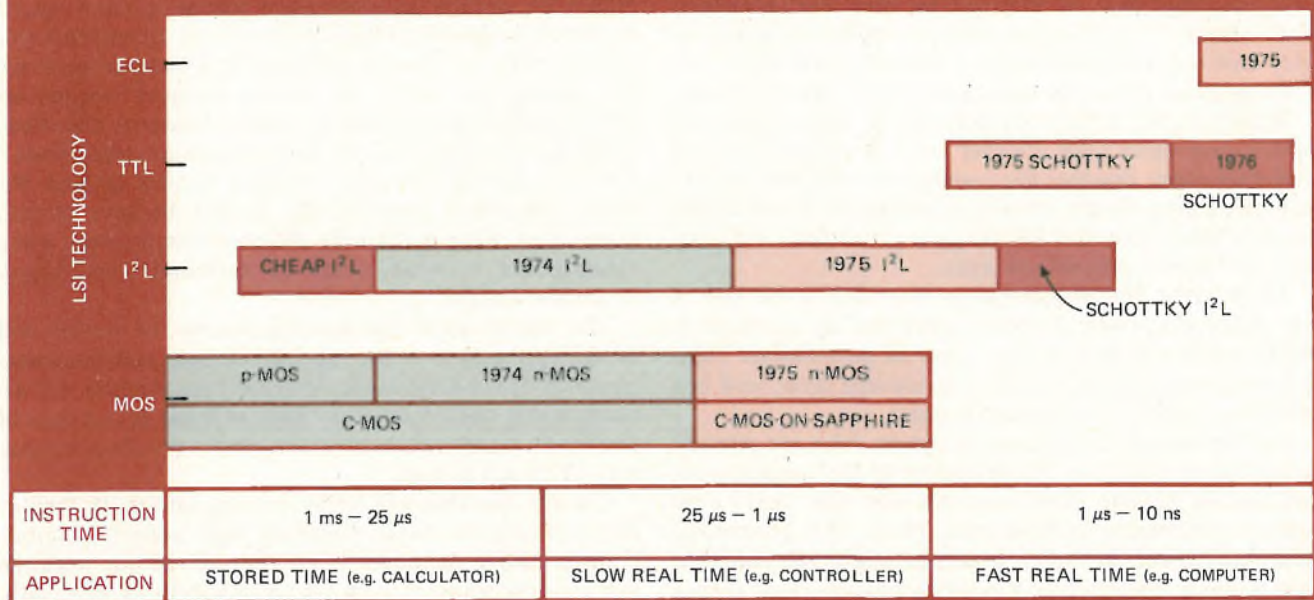 ECL
1975
TTL
1975 SCHOTTKY
1976
SCHOTTKY
LSI TECHNOLOGY
I²L
CHEAP I²L
1974 I²L
1975 I²L
SCHOTTKY I²L
MOS
p-MOS
1974 n-MOS
1975 n-MOS
C-MOS
C-MOS-ON-SAPPHIRE
INSTRUCTION TIME
1 ms – 25 µs
25 µs – 1 µs
1 µs – 10 ns
APPLICATION
STORED TIME (e.g. CALCULATOR)
SLOW REAL TIME (e.g. CONTROLLER)
FAST REAL TIME (e.g. COMPUTER)